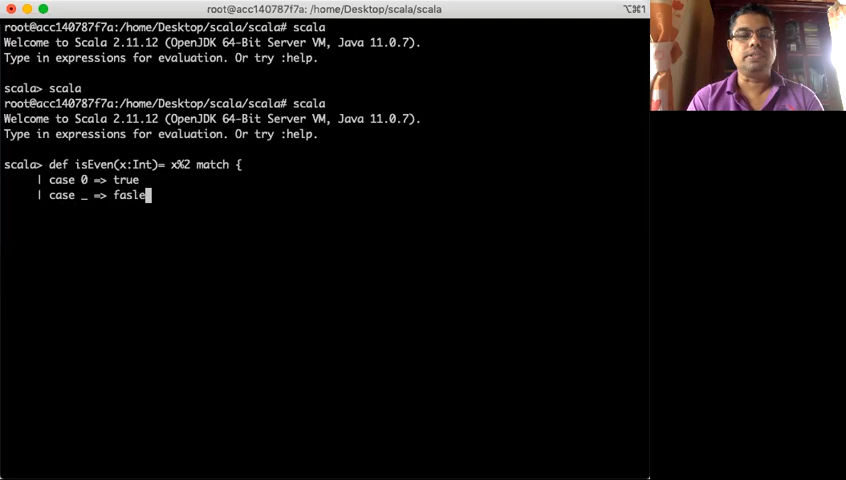 root@acc140787f7a: /home/Desktop/scala/scala
⌥⌘1
root@acc140787f7a:/home/Desktop/scala/scala# scala
Welcome to Scala 2.11.12 (OpenJDK 64-Bit Server VM, Java 11.0.7).
Type in expressions for evaluation. Or try :help.
scala> scala
root@acc140787f7a:/home/Desktop/scala/scala# scala
Welcome to Scala 2.11.12 (OpenJDK 64-Bit Server VM, Java 11.0.7).
Type in expressions for evaluation. Or try :help.
scala> def isEven(x:Int)= x%2 match {
| case 0 => true
| case _ => fasle